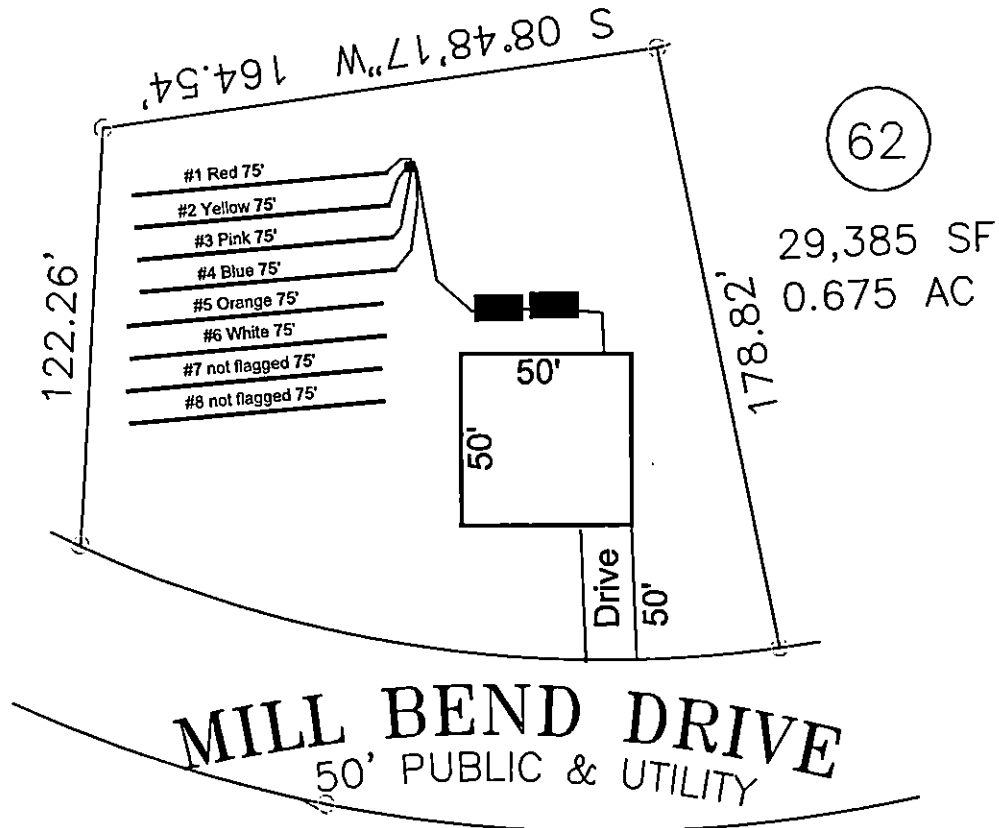 S 08°48'17"W 164.54'
62
29,385 SF
0.675 AC
122.26'
178.82'
#1 Red 75'
#2 Yellow 75'
#3 Pink 75'
#4 Blue 75'
#5 Orange 75'
#6 White 75'
#7 not flagged 75'
#8 not flagged 75'
50'
50'
Drive
50'
MILL BEND DRIVE
50' PUBLIC & UTILITY